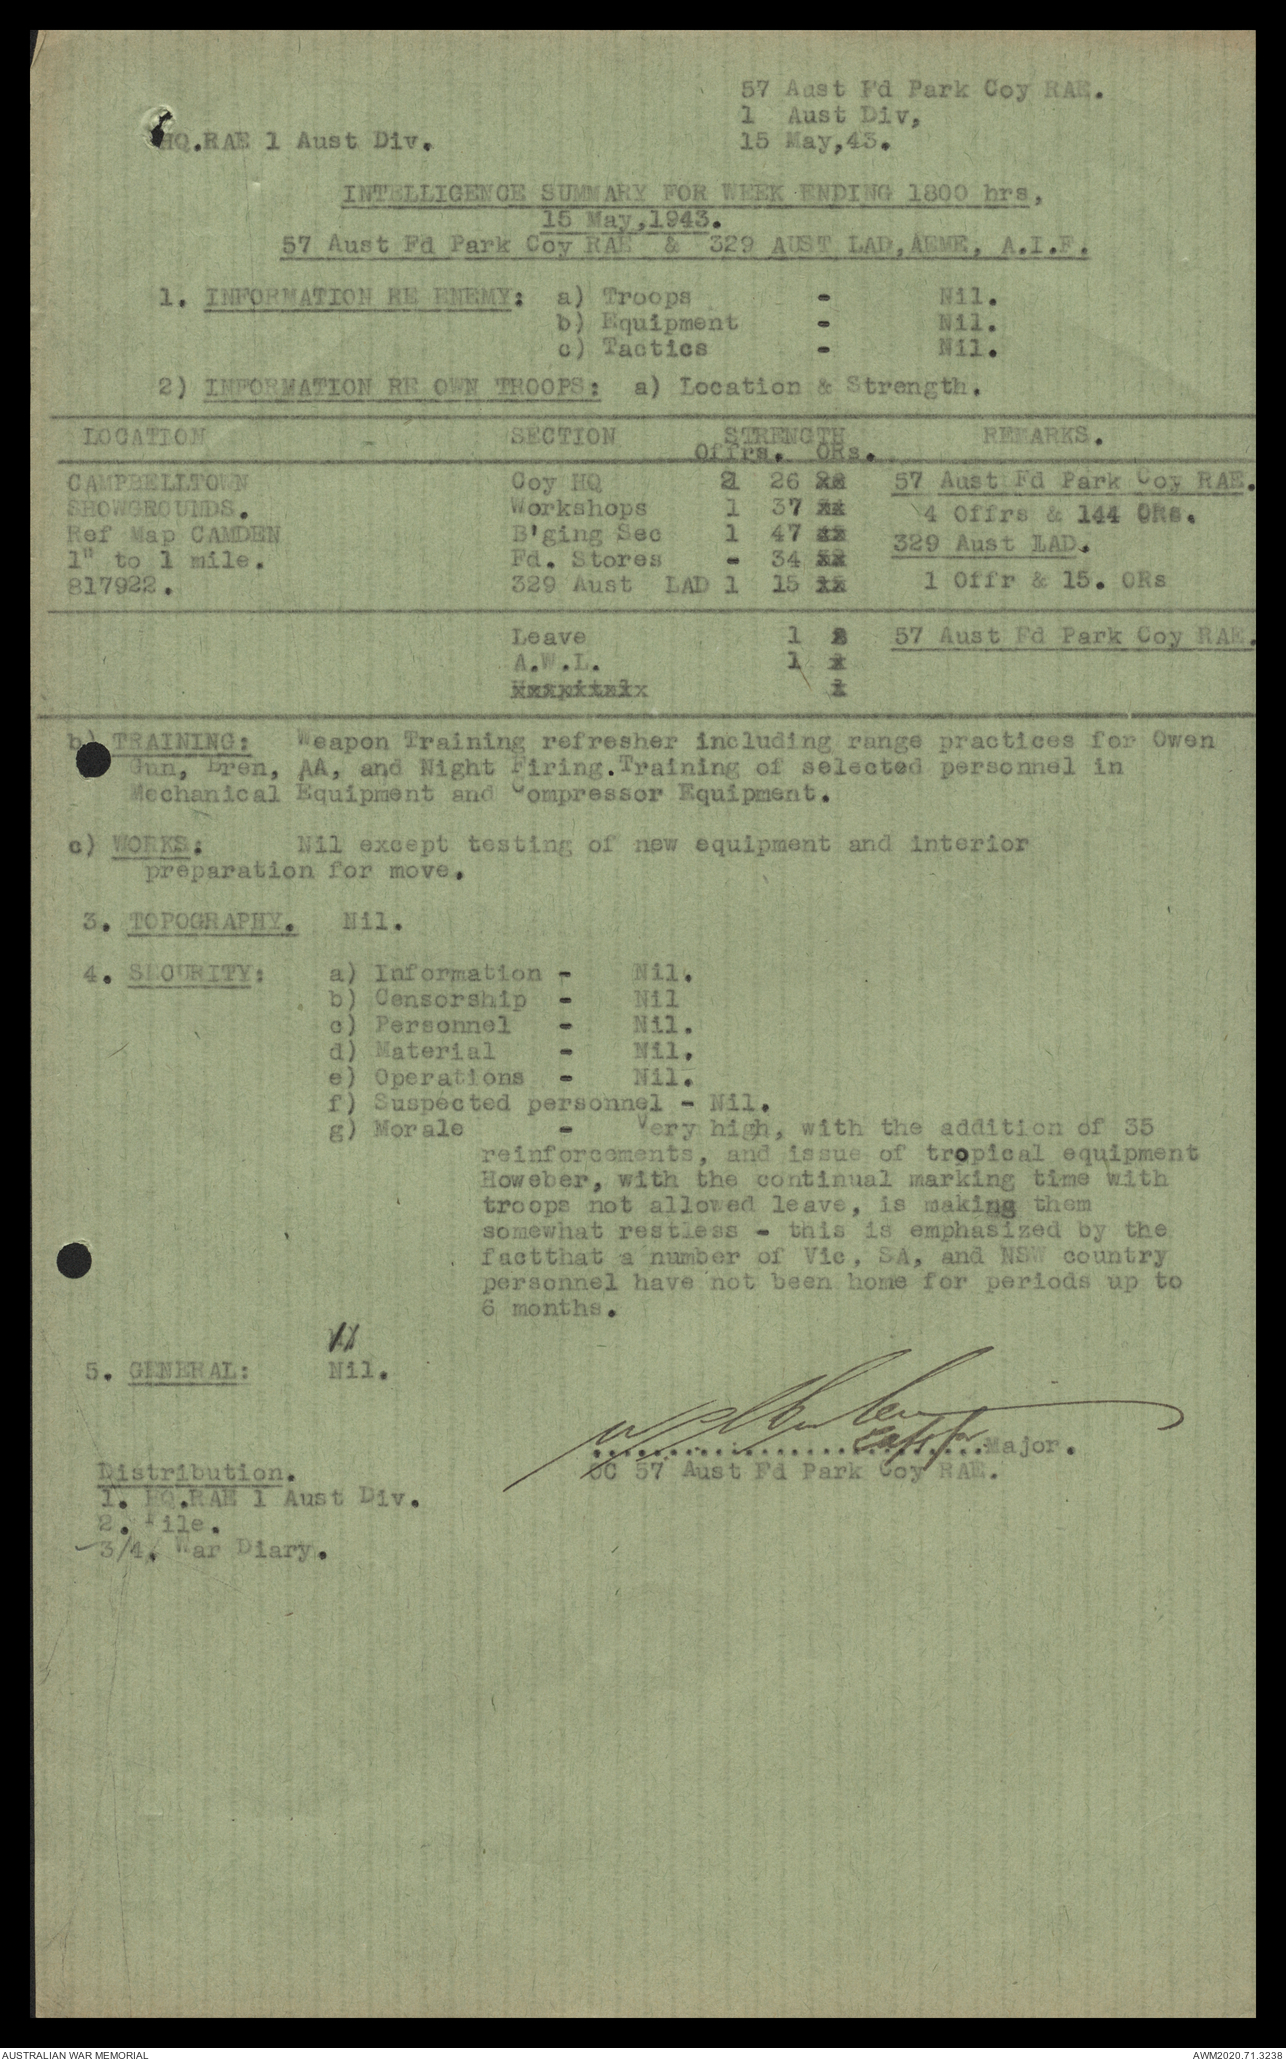 57 Aust Fd Park Coy RAE.
1 Aust Div,
HQ.RAE 1 Aust Div. 15 May,43.
INTELLIGENCE SUMMARY FOR WEEK ENDING 1800 hrs,
15 May,1943.
57 Aust Fd Park Coy RAE & 329 AUST LAD,AEME, A.I.F.
1. INFORMATION RE ENEMY: a) Troops - Nil.
b) Equipment - Nil.
c) Tactics - Nil.
2) INFORMATION RE OWN TROOPS: a) Location & Strength.
LOCATION SECTION STRENGTH REMARKS.
Offrs. ORs.
CAMPBELLTOWN Coy HQ 1 26 57 Aust Fd Park Coy RAE.
SHOWGROUNDS. Workshops 1 37 4 Offrs & 144 ORs.
Ref Map CAMDEN B'ging Sec 1 47 329 Aust LAD.
1" to 1 mile. Fd. Stores - 34
817922. 329 Aust LAD 1 15 1 Offr & 15. ORs
Leave 1 57 Aust Fd Park Coy RAE.
A.W.L. 1
b) TRAINING: Weapon Training refresher including range practices for Owen
Gun, Bren, AA, and Night Firing.Training of selected personnel in
Mechanical Equipment and Compressor Equipment.
c) WORKS: Nil except testing of new equipment and interior
preparation for move.
3. TOPOGRAPHY. Nil.
4. SECURITY: a) Information - Nil.
b) Censorship - Nil
c) Personnel - Nil.
d) Material - Nil.
e) Operations - Nil.
f) Suspected personnel - Nil.
g) Morale - Very high, with the addition of 35
reinforcements, and issue of tropical equipment
Howeber, with the continual marking time with
troops not allowed leave, is making them
somewhat restless - this is emphasized by the
factthat a number of Vic, SA, and NSW country
personnel have not been home for periods up to
6 months.
5. GENERAL: Nil.
Capt for Major.
OC 57 Aust Fd Park Coy RAE.
Distribution.
1. HQ.RAE 1 Aust Div.
2. File.
3/4. War Diary.
AUSTRALIAN WAR MEMORIAL AWM2020.71.3238